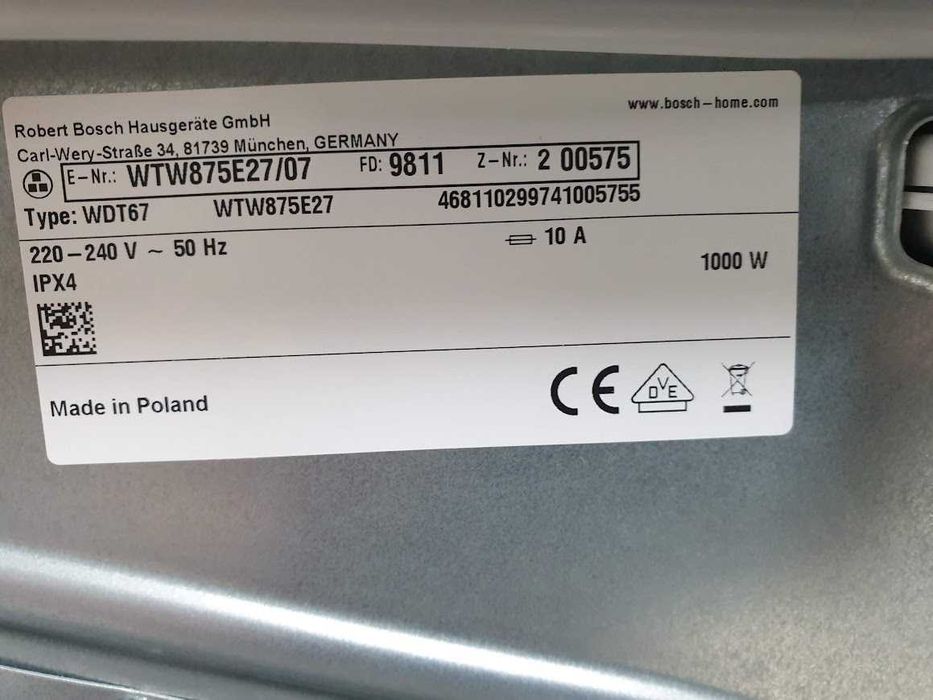 www.bosch-home.com
Robert Bosch Hausgeräte GmbH
Carl-Wery-Straße 34, 81739 München, GERMANY
E-Nr.: WTW875E27/07 FD: 9811 Z-Nr.: 2 00575
Type: WDT67 WTW875E27 468110299741005755
220-240 V ~ 50 Hz 10 A
IPX4 1000 W
Made in Poland CE DVE